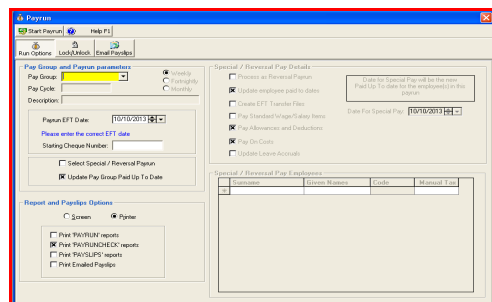 Payrun
Start Payrun Help F1
Run Options Lock/Unlock Email Payslips
Pay Group and Payrun parameters
Pay Group:
Pay Cycle:
Description:
Weekly
Fortnightly
Monthly
Payrun EFT Date: 10/10/2013
Please enter the correct EFT date
Starting Cheque Number:
Select Special / Reversal Payrun
Update Pay Group Paid Up To Date
Report and Payslips Options
Screen Printer
Print 'PAYRUN' reports
Print 'PAYRUNCHECK' reports
Print 'PAYSLIPS' reports
Print Emailed Payslips
Special / Reversal Pay Details
Process as Reversal Payrun
Update employee paid to dates
Create EFT Transfer Files
Pay Standard Wage/Salary Items
Pay Allowances and Deductions
Pay On Costs
Update Leave Accruals
Date for Special Pay will be the new
Paid Up To date for the employee(s) in this
payrun
Date For Special Pay: 10/10/2013
Special / Reversal Pay Employees
Surname Given Names Code Manual Tax